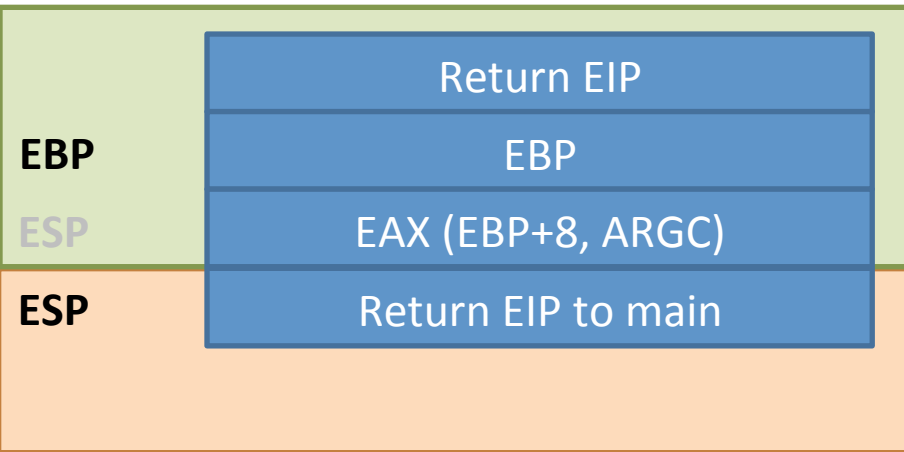 Return EIP
EBP EBP
ESP EAX (EBP+8, ARGC)
ESP Return EIP to main